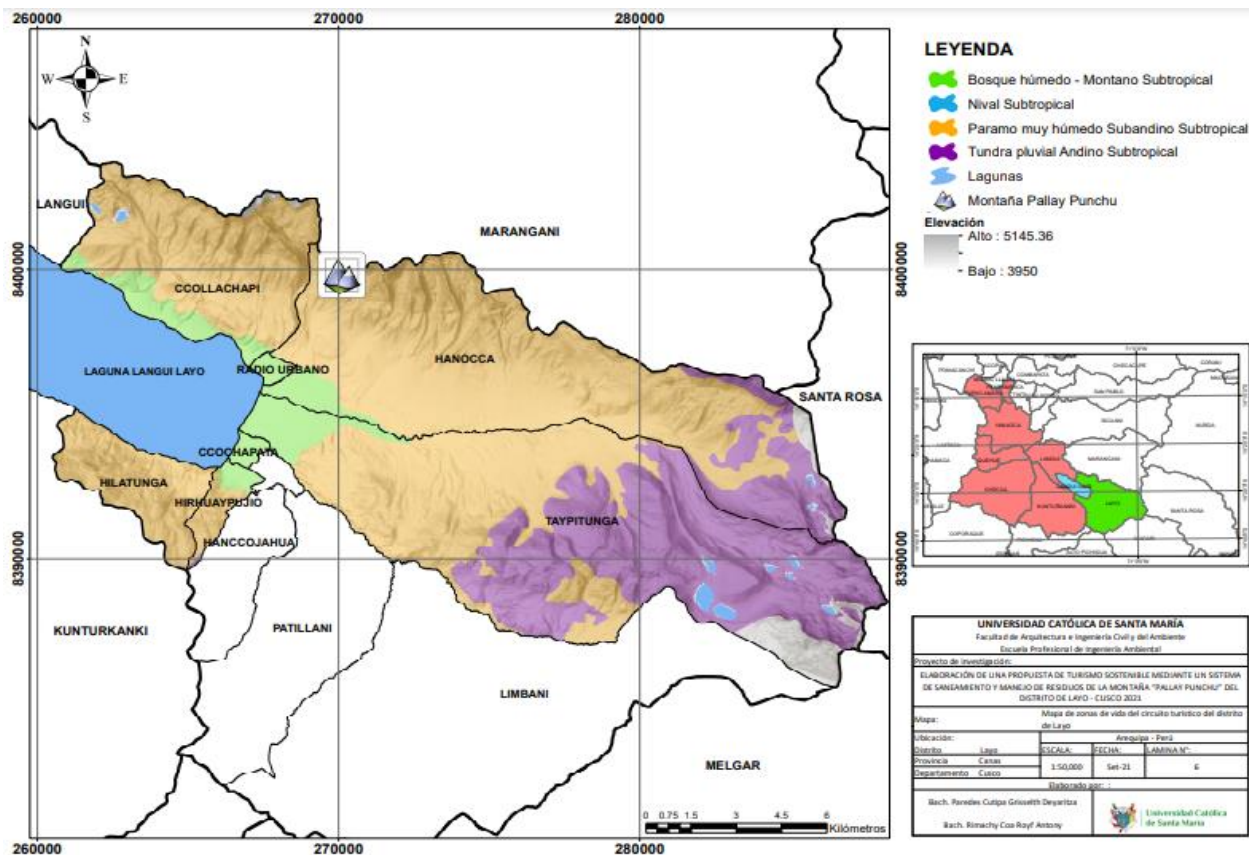 260000
270000
280000
N
W
E
S
LANGUI
MARANGANI
8400000
8400000
CCOLLACHAPI
LAGUNA LANGUI LAYO
RADIO URBANO
HANOCCA
SANTA ROSA
CCOCHAPATA
HILATUNGA
HIRHUAYPUJIO
TAYPITUNGA
HANCCOJAHUA
8390000
8390000
KUNTURKANKI
PATILLANI
LIMBANI
MELGAR
0 0.75 1.5 3 4.5 6
Kilómetros
260000
270000
280000
LEYENDA
Bosque húmedo - Montano Subtropical
Nival Subtropical
Paramo muy húmedo Subandino Subtropical
Tundra pluvial Andino Subtropical
Lagunas
Montaña Pallay Punchu
Elevación
Alto : 5145.36
Bajo : 3950
MARANGANI
SANTA ROSA
LAYO
UNIVERSIDAD CATÓLICA DE SANTA MARÍA
Facultad de Arquitectura e Ingeniería Civil y del Ambiente
Escuela Profesional de Ingeniería Ambiental
Proyecto de investigación:
ELABORACIÓN DE UNA PROPUESTA DE TURISMO SOSTENIBLE MEDIANTE UN SISTEMA
DE SANEAMIENTO Y MANEJO DE RESIDUOS DE LA MONTAÑA "PALLAY PUNCHU" DEL
DISTRITO DE LAYO - CUSCO 2021
Mapa: Mapa de zonas de vida del circuito turístico del distrito
de Layo
Ubicación: Arequipa - Perú
Distrito Layo ESCALA: FECHA: LAMINA N°:
Provincia Canas 1:50,000 Set-21 6
Departamento Cusco
Elaborado por: :
Bach. Paredes Cutipa Grisselth Deyaritza
Bach. Rimachy Coa Rayf Antony
Universidad Católica
de Santa María